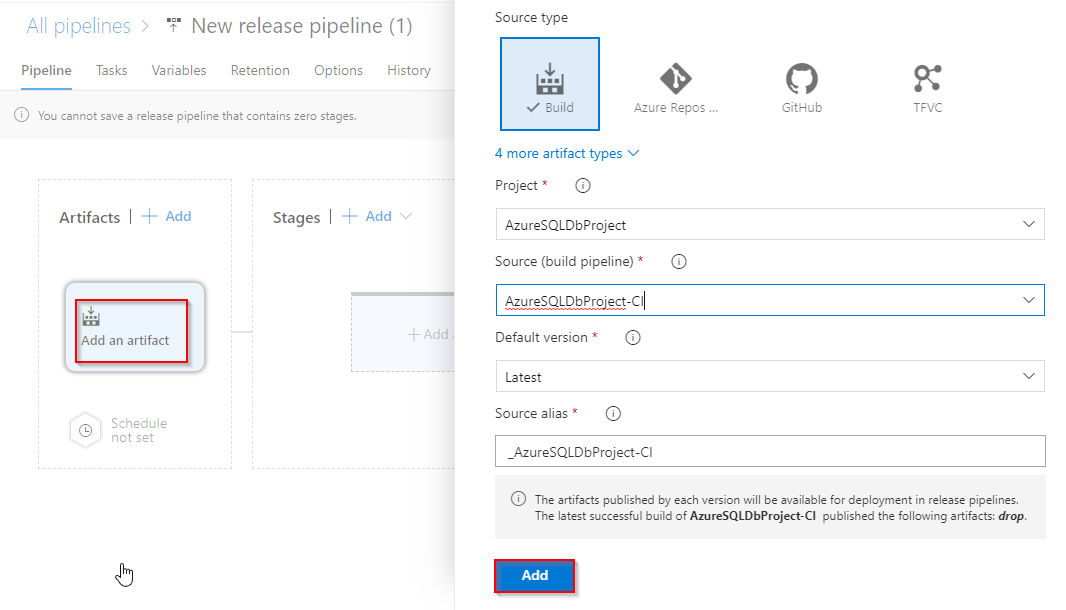 All pipelines > New release pipeline (1)
Pipeline Tasks Variables Retention Options History
You cannot save a release pipeline that contains zero stages.
Artifacts | + Add
Stages | + Add
Add an artifact
+ Add
Schedule
not set
Source type
Build
Azure Repos ...
GitHub
TFVC
4 more artifact types
Project *
AzureSQLDbProject
Source (build pipeline) *
AzureSQLDbProject-CI
Default version *
Latest
Source alias *
_AzureSQLDbProject-CI
The artifacts published by each version will be available for deployment in release pipelines.
The latest successful build of AzureSQLDbProject-CI published the following artifacts: drop.
Add